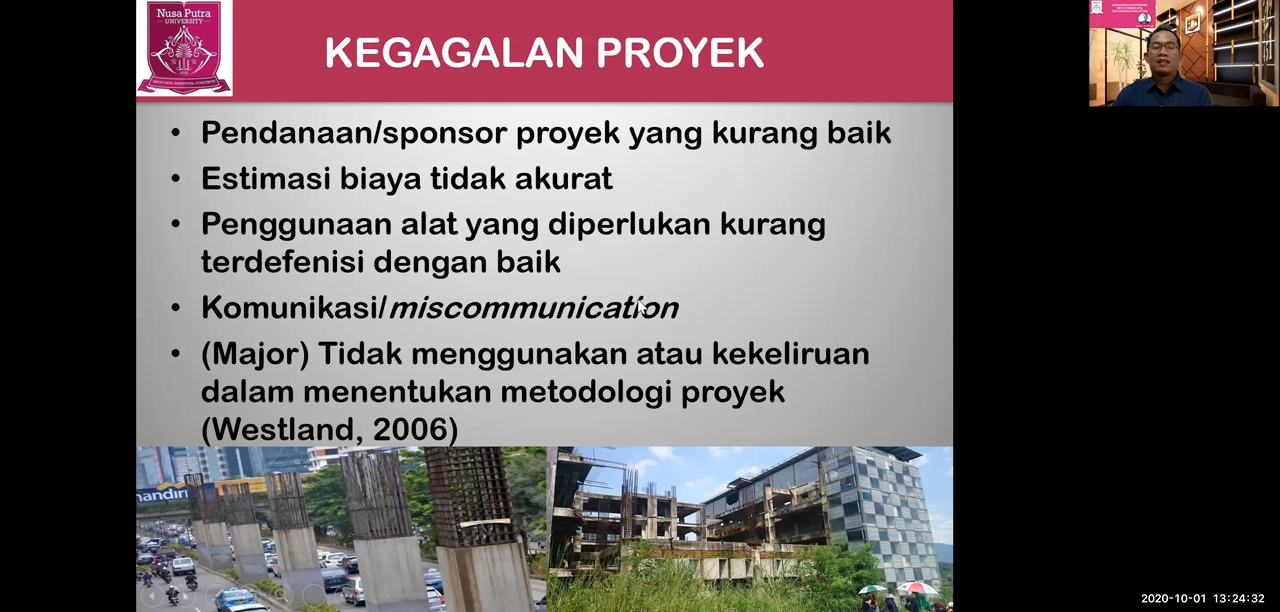 Nusa Putra
UNIVERSITY
KEGAGALAN PROYEK
• Pendanaan/sponsor proyek yang kurang baik
• Estimasi biaya tidak akurat
• Penggunaan alat yang diperlukan kurang
terdefenisi dengan baik
• Komunikasi/miscommunication
• (Major) Tidak menggunakan atau kekeliruan
dalam menentukan metodologi proyek
(Westland, 2006)
mandiri
2020-10-01 13:24:32